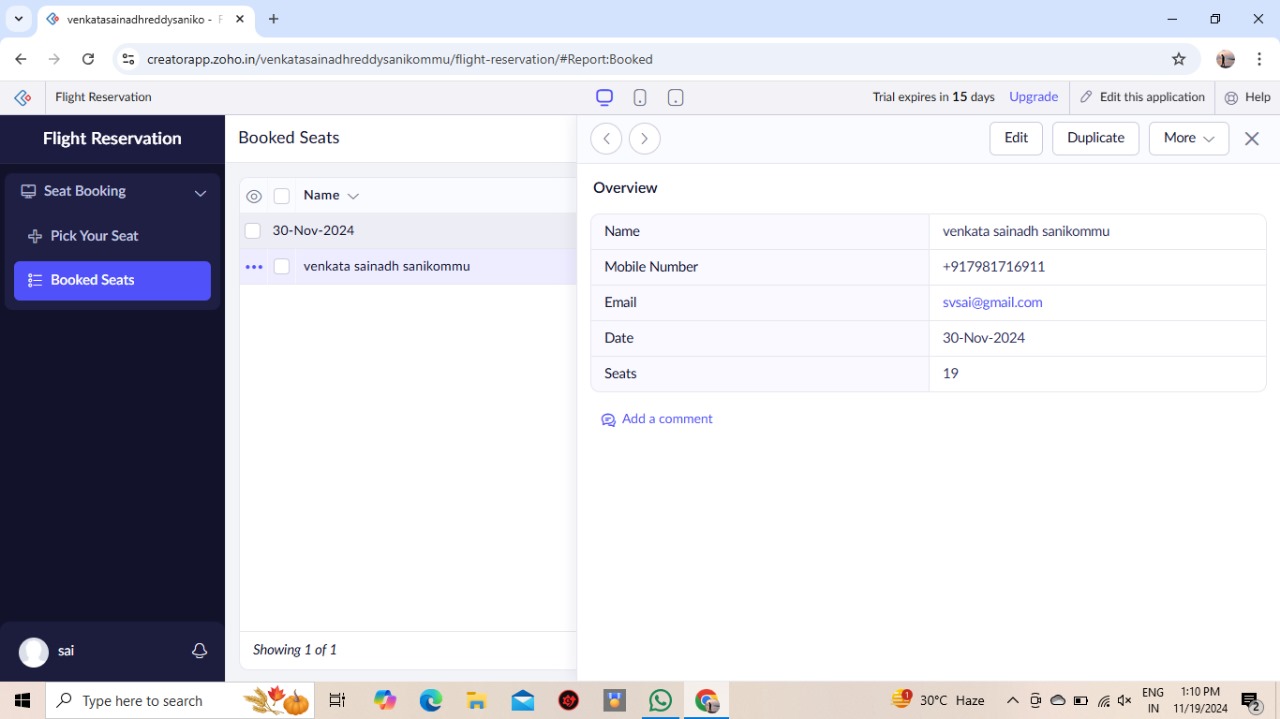 venkatasainadhreddysaniko - F
creatorapp.zoho.in/venkatasainadhreddysanikommu/flight-reservation/#Report:Booked
Flight Reservation
Trial expires in 15 days Upgrade Edit this application Help
Flight Reservation
Seat Booking
Pick Your Seat
Booked Seats
sai
Booked Seats
Name
30-Nov-2024
venkata sainadh sanikommu
Showing 1 of 1
Edit Duplicate More
Overview
Name venkata sainadh sanikommu
Mobile Number +917981716911
Email svsai@gmail.com
Date 30-Nov-2024
Seats 19
Add a comment
Type here to search
1
30°C Haze
ENG
IN
1:10 PM
11/19/2024
2